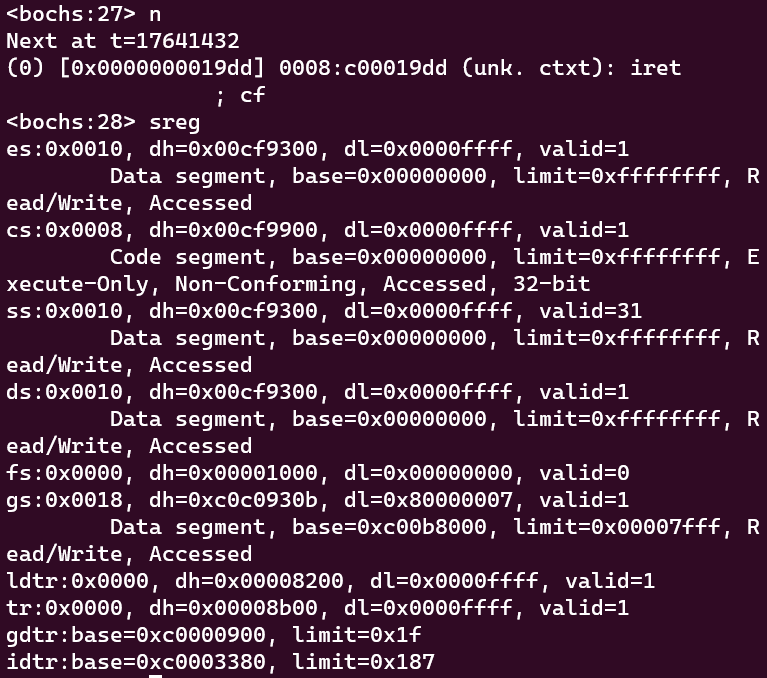 <bochs:27> n
Next at t=17641432
(0) [0x0000000019dd] 0008:c00019dd (unk. ctxt): iret
                ; cf
<bochs:28> sreg
es:0x0010, dh=0x00cf9300, dl=0x0000ffff, valid=1
        Data segment, base=0x00000000, limit=0xffffffff, R
ead/Write, Accessed
cs:0x0008, dh=0x00cf9900, dl=0x0000ffff, valid=1
        Code segment, base=0x00000000, limit=0xffffffff, E
xecute-Only, Non-Conforming, Accessed, 32-bit
ss:0x0010, dh=0x00cf9300, dl=0x0000ffff, valid=31
        Data segment, base=0x00000000, limit=0xffffffff, R
ead/Write, Accessed
ds:0x0010, dh=0x00cf9300, dl=0x0000ffff, valid=1
        Data segment, base=0x00000000, limit=0xffffffff, R
ead/Write, Accessed
fs:0x0000, dh=0x00001000, dl=0x00000000, valid=0
gs:0x0018, dh=0xc0c0930b, dl=0x80000007, valid=1
        Data segment, base=0xc00b8000, limit=0x00007fff, R
ead/Write, Accessed
ldtr:0x0000, dh=0x00008200, dl=0x0000ffff, valid=1
tr:0x0000, dh=0x00008b00, dl=0x0000ffff, valid=1
gdtr:base=0xc0000900, limit=0x1f
idtr:base=0xc0003380, limit=0x187